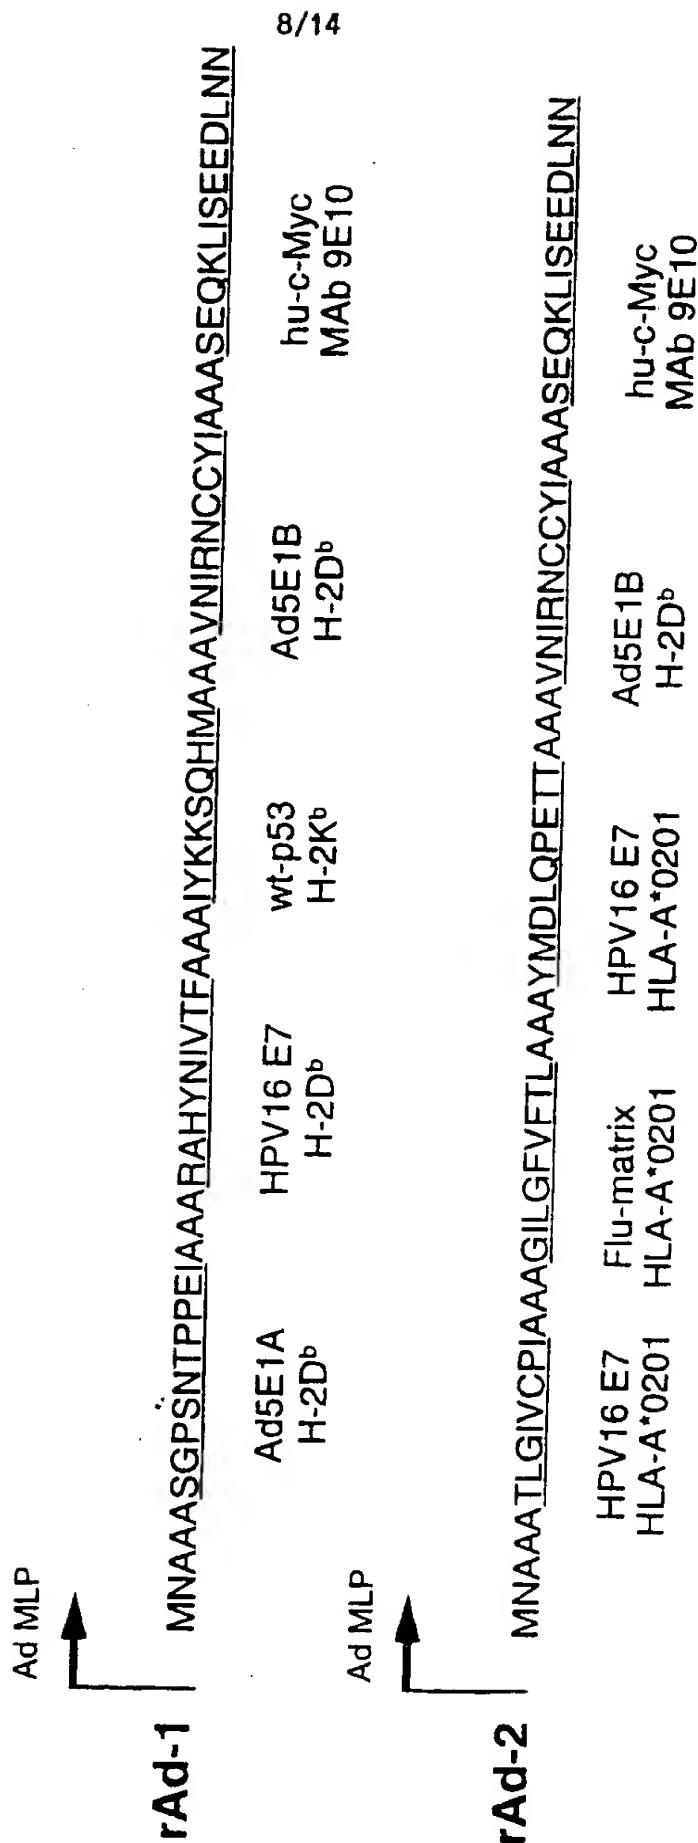 8/14
Ad MLP
rAd-1
MNAAASGPSNTPPEIAAARAHYNIVTFAAAIYKKSQHMAAAVNIRNCCYIAAASEQKLISEEDLNN
Ad5E1A
H-2Dᵇ
HPV16 E7
H-2Dᵇ
wt-p53
H-2Kᵇ
Ad5E1B
H-2Dᵇ
hu-c-Myc
MAb 9E10
Ad MLP
rAd-2
MNAAATLGIVCPIAAAGILGFVFTLAAAYMDLQPETTAAAVNIRNCCYIAAASEQKLISEEDLNN
HPV16 E7
HLA-A*0201
Flu-matrix
HLA-A*0201
HPV16 E7
HLA-A*0201
Ad5E1B
H-2Dᵇ
hu-c-Myc
MAb 9E10